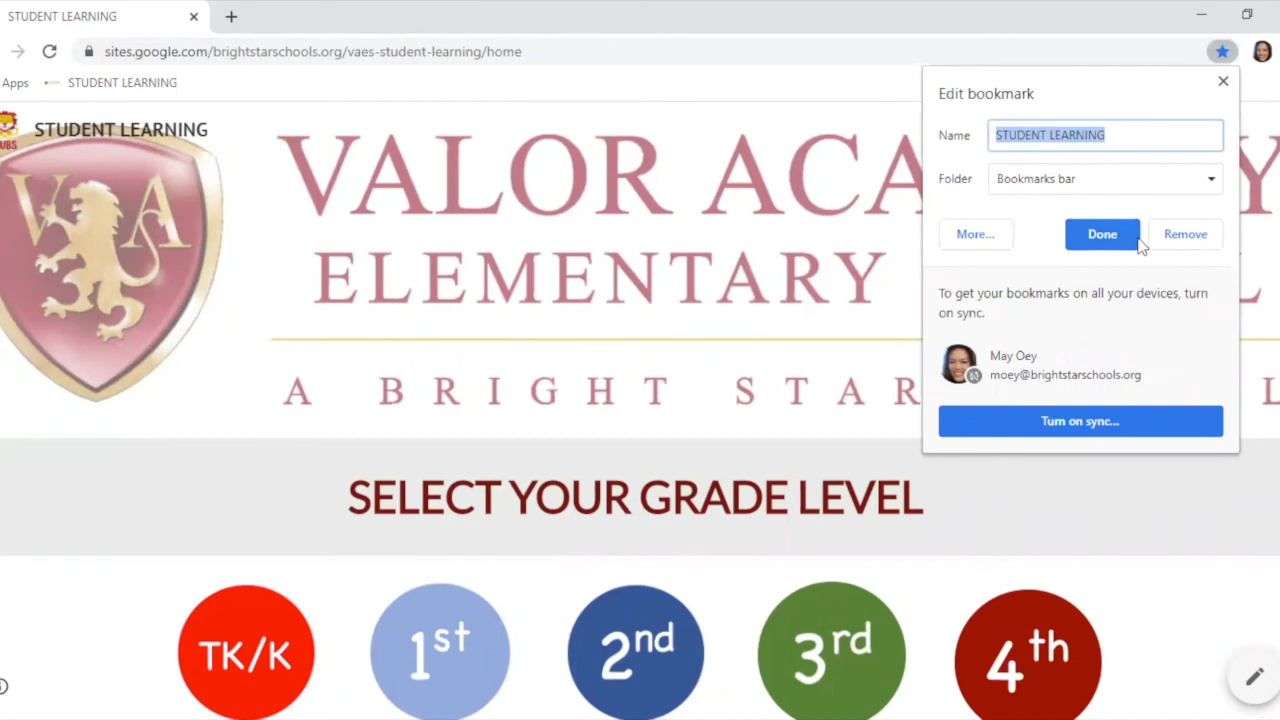 STUDENT LEARNING
sites.google.com/brightstarschools.org/vaes-student-learning/home
Apps
STUDENT LEARNING
STUDENT LEARNING
VA
VALOR ACA
Y
ELEMENTARY
L
A BRIGHT STAR
L
Edit bookmark
Name
STUDENT LEARNING
Folder
Bookmarks bar
More...
Done
Remove
To get your bookmarks on all your devices, turn
on sync.
May Oey
moey@brightstarschools.org
Turn on sync...
SELECT YOUR GRADE LEVEL
TK/K
1st
2nd
3rd
4th